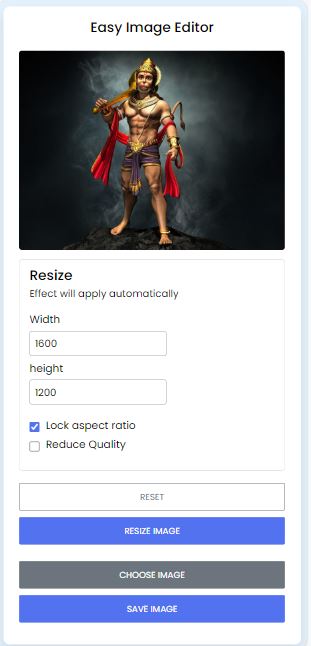 Easy Image Editor
Resize
Effect will apply automatically
Width
1600
height
1200
Lock aspect ratio
Reduce Quality
RESET
RESIZE IMAGE
CHOOSE IMAGE
SAVE IMAGE